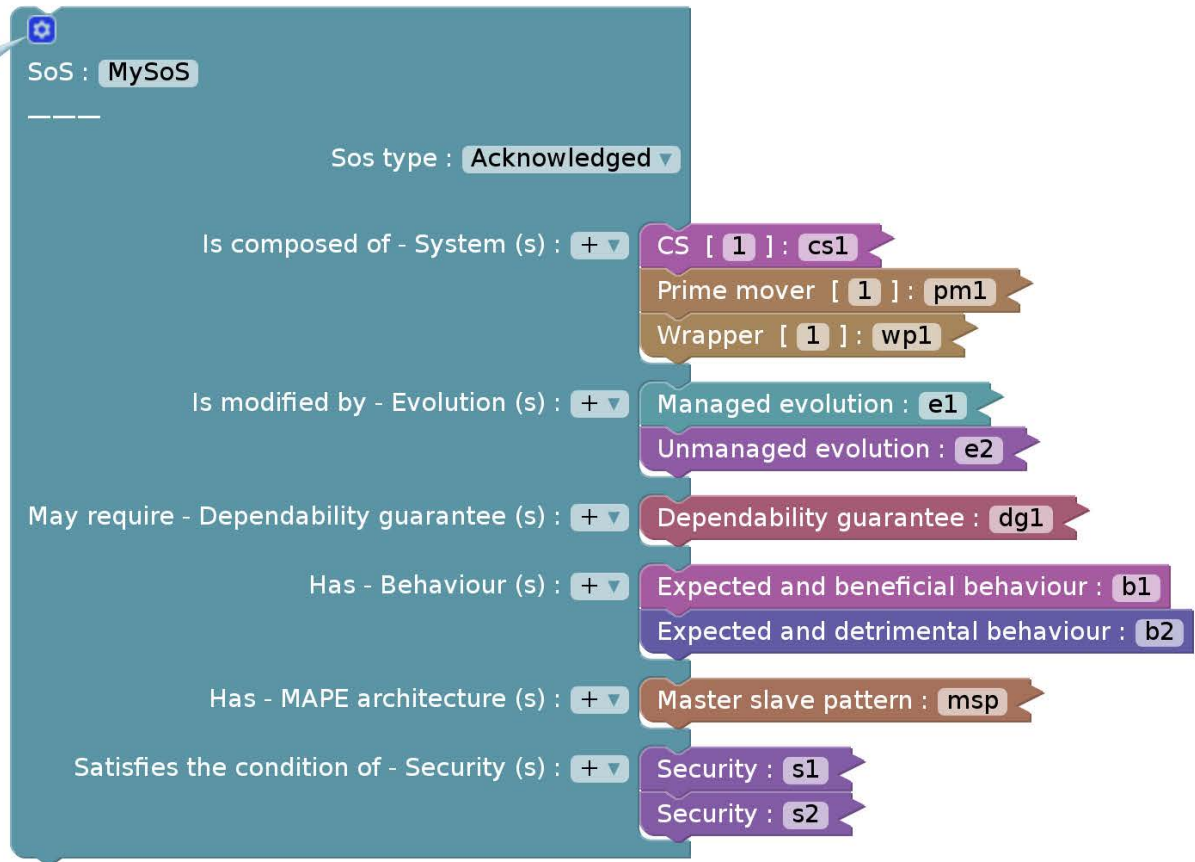 SoS : MySoS
———
Sos type : Acknowledged ▼
Is composed of - System (s) : + ▼ CS [ 1 ] : cs1
Prime mover [ 1 ] : pm1
Wrapper [ 1 ] : wp1
Is modified by - Evolution (s) : + ▼ Managed evolution : e1
Unmanaged evolution : e2
May require - Dependability guarantee (s) : + ▼ Dependability guarantee : dg1
Has - Behaviour (s) : + ▼ Expected and beneficial behaviour : b1
Expected and detrimental behaviour : b2
Has - MAPE architecture (s) : + ▼ Master slave pattern : msp
Satisfies the condition of - Security (s) : + ▼ Security : s1
Security : s2